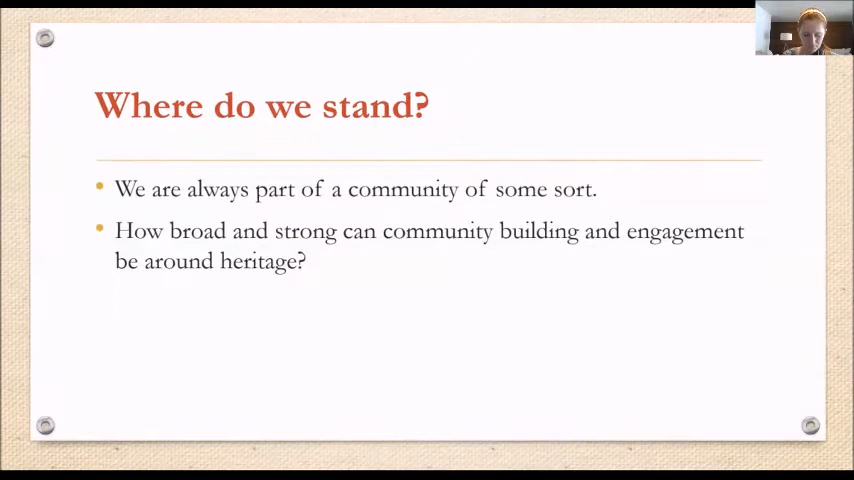 Where do we stand?
• We are always part of a community of some sort.
• How broad and strong can community building and engagement
be around heritage?